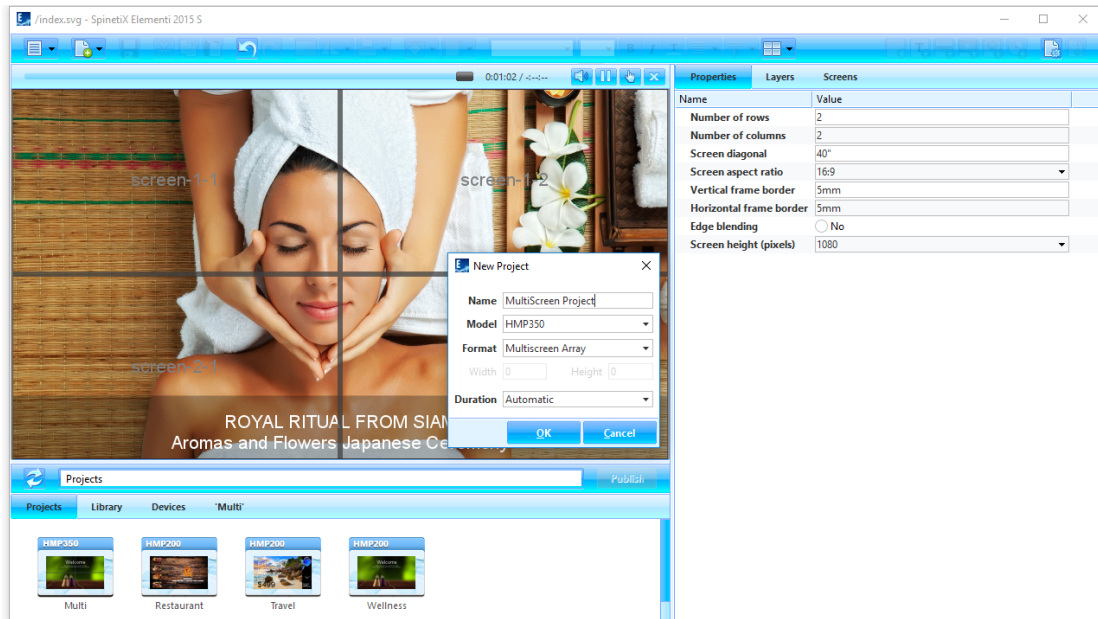 /index.svg - SpinetiX Elementi 2015 S
B I T
0:01:02 / -:--:--
Properties Layers Screens
Name Value
Number of rows 2
Number of columns 2
Screen diagonal 40"
Screen aspect ratio 16:9
Vertical frame border 5mm
Horizontal frame border 5mm
Edge blending No
Screen height (pixels) 1080
screen-1-1
screen-1-2
screen-2-1
ROYAL RITUAL FROM SIAM
Aromas and Flowers Japanese
New Project
Name MultiScreen Project
Model HMP350
Format Multiscreen Array
Width 0 Height 0
Duration Automatic
OK Cancel
Projects Publish
Projects Library Devices 'Multi'
HMP350 HMP200 HMP200 HMP200
Welcome Welcome
Multi Restaurant Travel Wellness